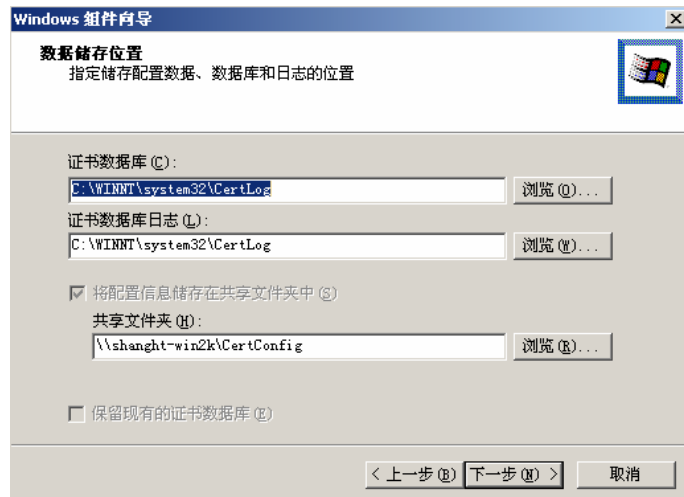 Windows 组件向导
数据储存位置
指定储存配置数据、数据库和日志的位置
证书数据库(C):
C:\WINNT\system32\CertLog
浏览(O)...
证书数据库日志(L):
C:\WINNT\system32\CertLog
浏览(W)...
将配置信息储存在共享文件夹中(S)
共享文件夹(H):
\\shanght-win2k\CertConfig
浏览(R)...
保留现有的证书数据库(E)
< 上一步(B)
下一步(N) >
取消